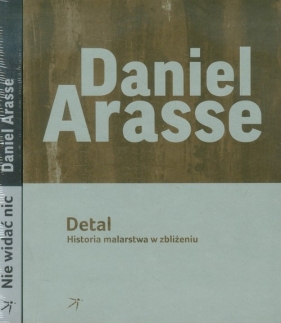 Daniel
Arasse
Detal
Historia malarstwa w zbliżeniu
Nie widać nic Daniel Arasse